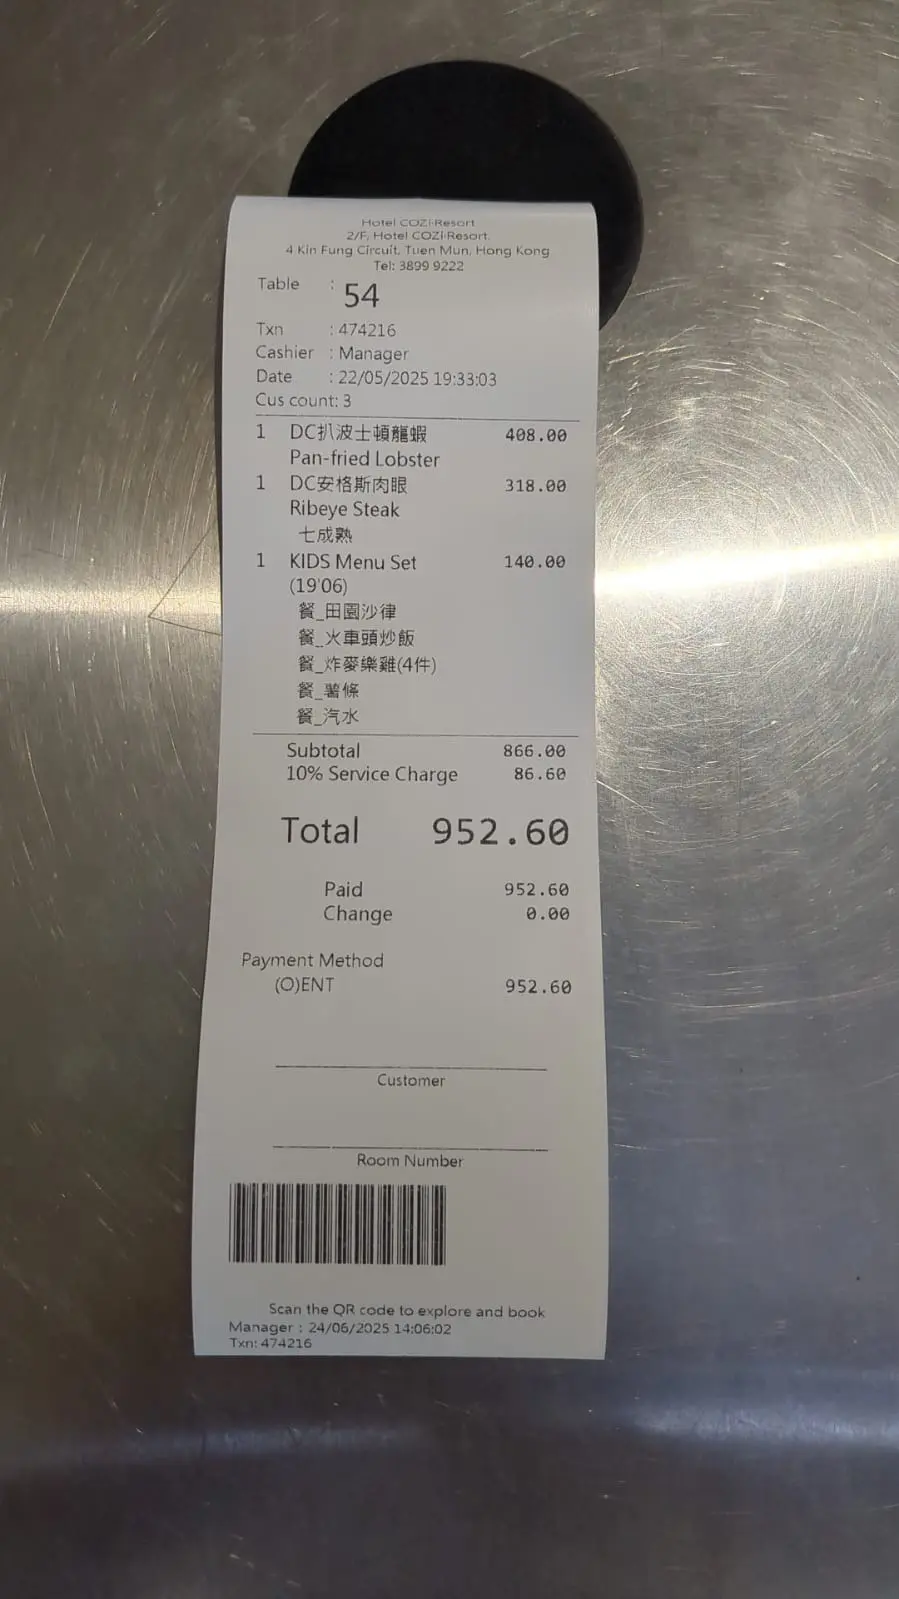 Hotel COZi·Resort
2/F, Hotel COZi·Resort,
4 Kin Fung Circuit, Tuen Mun, Hong Kong
Tel: 3899 9222
Table : 54
Txn : 474216
Cashier : Manager
Date : 22/05/2025 19:33:03
Cus count: 3
1 DC扒波士頓龍蝦 408.00
Pan-fried Lobster
1 DC安格斯肉眼 318.00
Ribeye Steak
七成熟
1 KIDS Menu Set 140.00
(19'06)
餐_田園沙律
餐_火車頭炒飯
餐_炸麥樂雞(4件)
餐_薯條
餐_汽水
Subtotal 866.00
10% Service Charge 86.60
Total 952.60
Paid 952.60
Change 0.00
Payment Method
(O)ENT 952.60
Customer
Room Number
Scan the QR code to explore and book
Manager : 24/06/2025 14:06:02
Txn: 474216